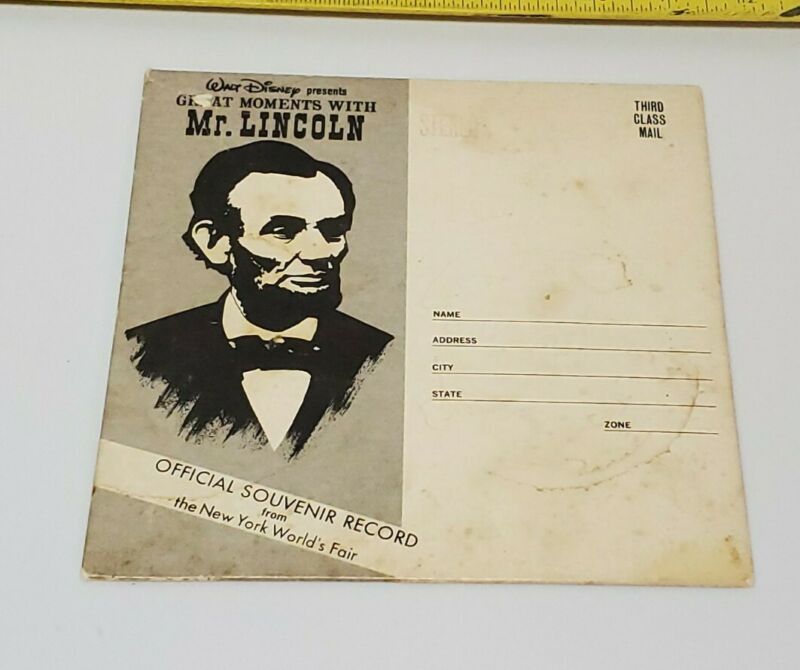 Walt Disney presents
GREAT MOMENTS WITH
Mr. LINCOLN
OFFICIAL SOUVENIR RECORD
from
the New York World's Fair
THIRD
CLASS
MAIL
NAME
ADDRESS
CITY
STATE
ZONE